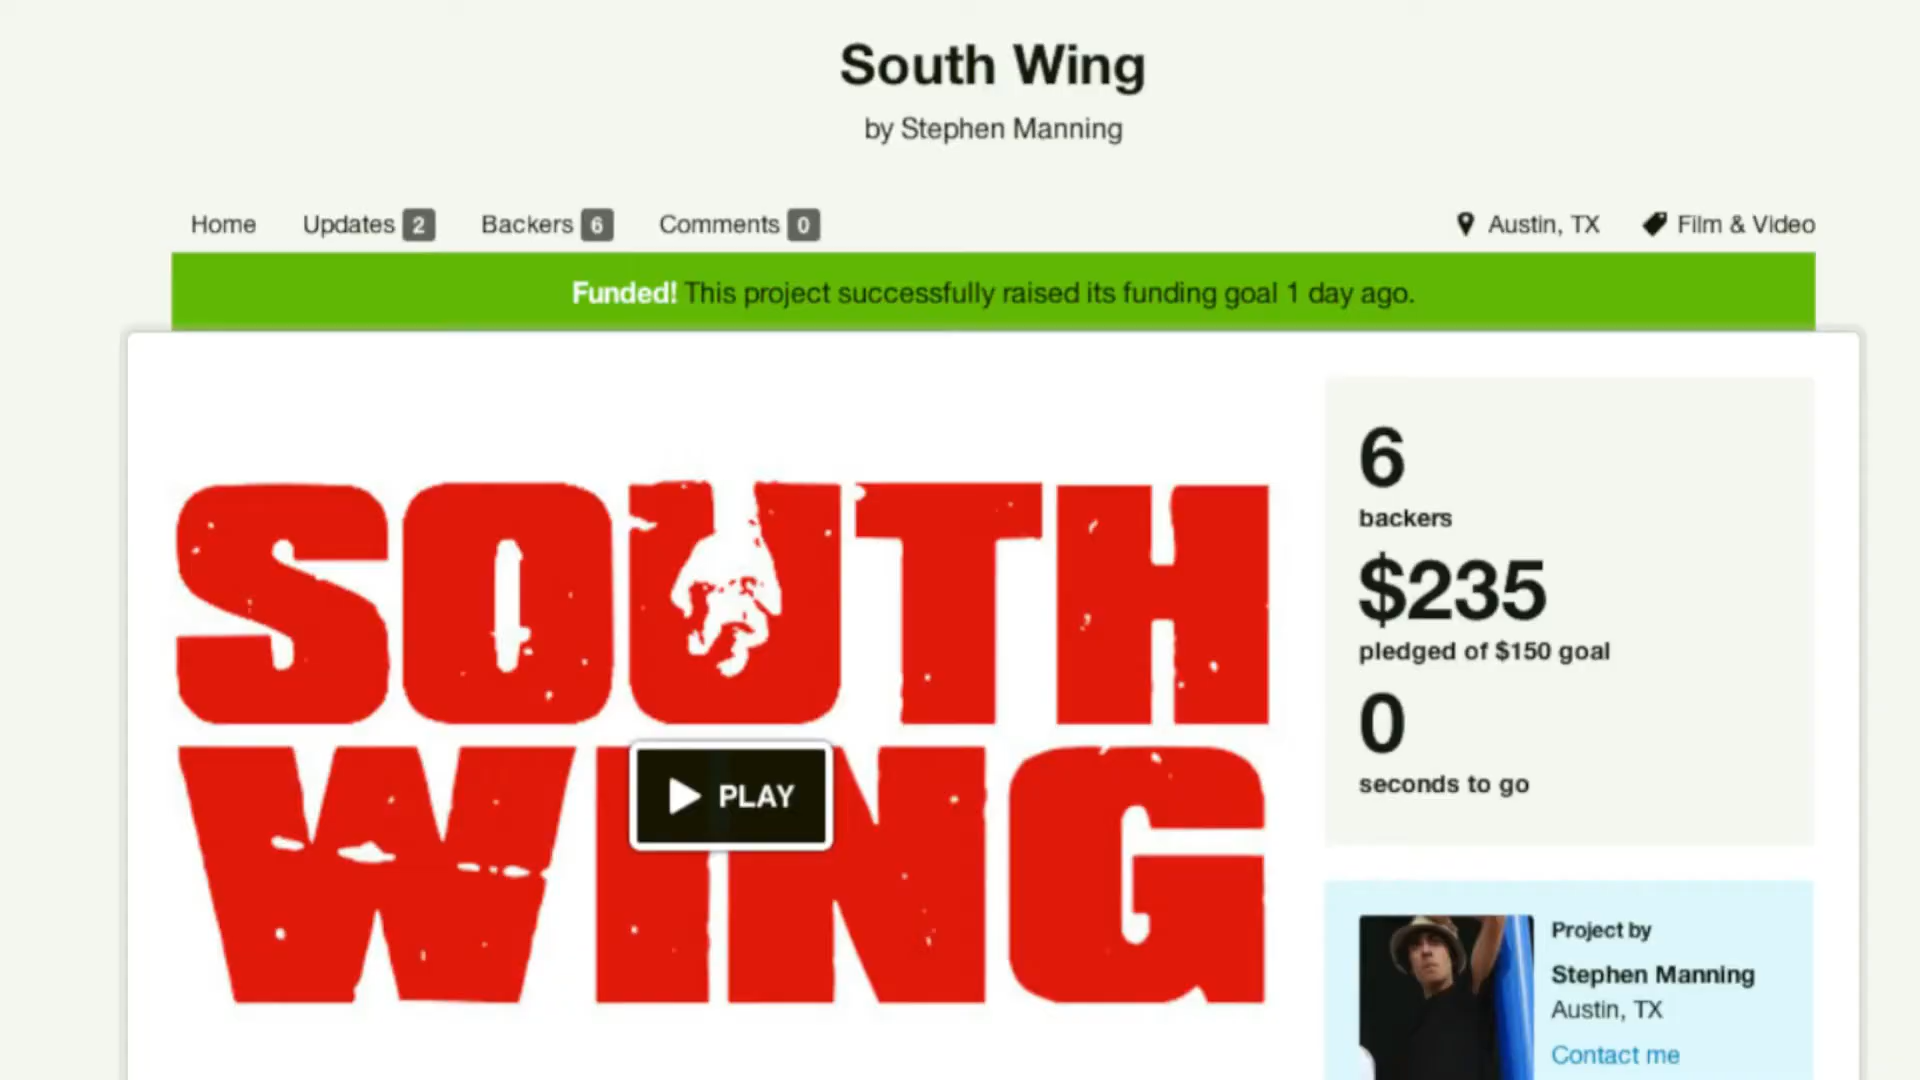 South Wing
by Stephen Manning
Home Updates 2 Backers 6 Comments 0 Austin, TX Film & Video
Funded! This project successfully raised its funding goal 1 day ago.
SOUTH
WING
PLAY
6
backers
$235
pledged of $150 goal
0
seconds to go
Project by
Stephen Manning
Austin, TX
Contact me